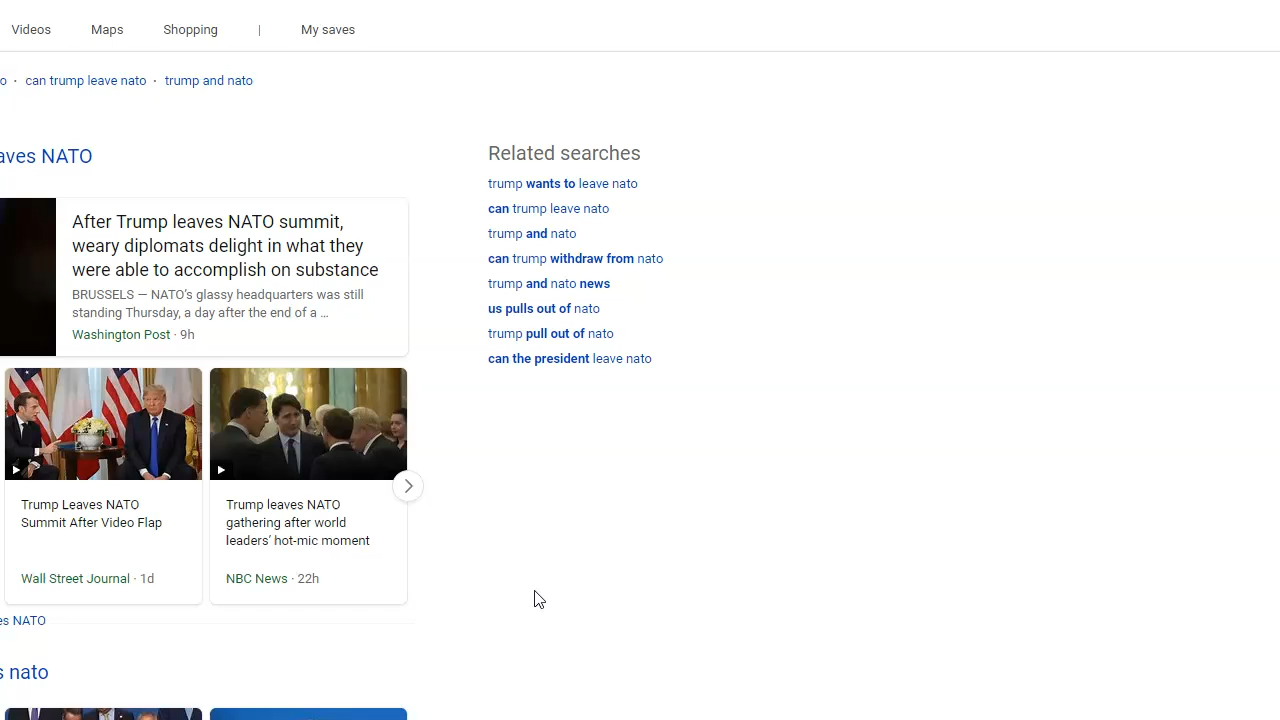 Videos Maps Shopping | My saves
o · can trump leave nato · trump and nato
aves NATO
After Trump leaves NATO summit,
weary diplomats delight in what they
were able to accomplish on substance
BRUSSELS — NATO's glassy headquarters was still
standing Thursday, a day after the end of a …
Washington Post · 9h
Trump Leaves NATO
Summit After Video Flap
Wall Street Journal · 1d
Trump leaves NATO
gathering after world
leaders' hot-mic moment
NBC News · 22h
es NATO
s nato
Related searches
trump wants to leave nato
can trump leave nato
trump and nato
can trump withdraw from nato
trump and nato news
us pulls out of nato
trump pull out of nato
can the president leave nato